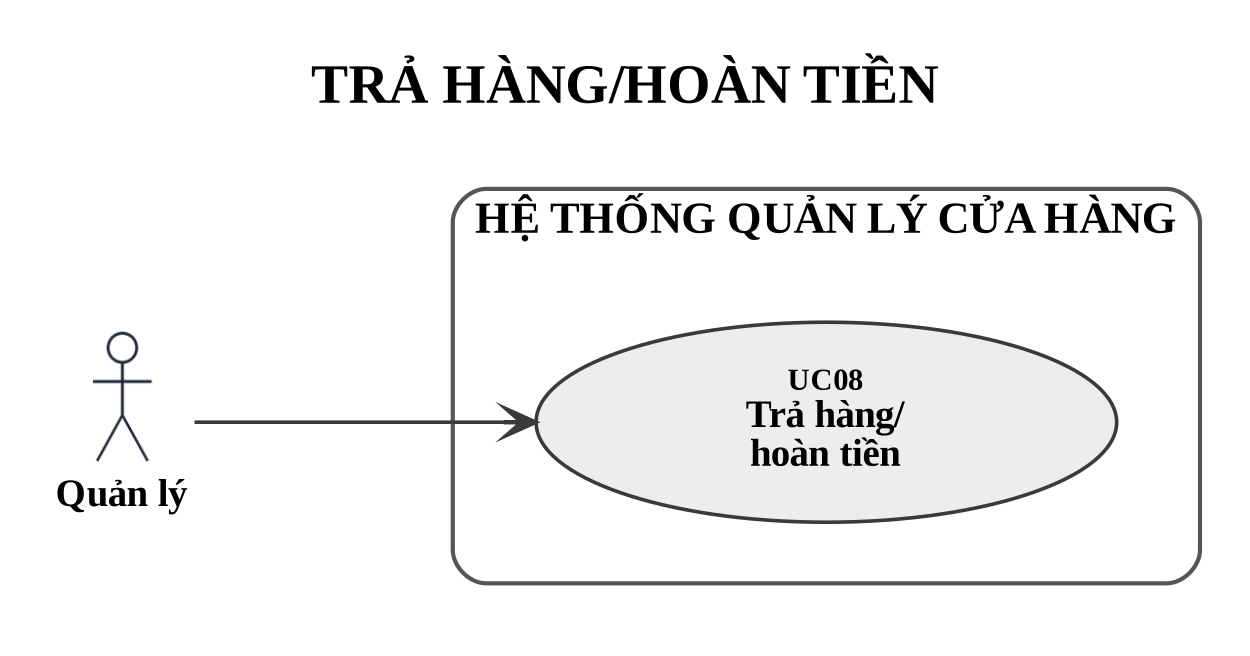 TRẢ HÀNG/HOÀN TIỀN
HỆ THỐNG QUẢN LÝ CỬA HÀNG
UC08
Trả hàng/
hoàn tiền
Quản lý